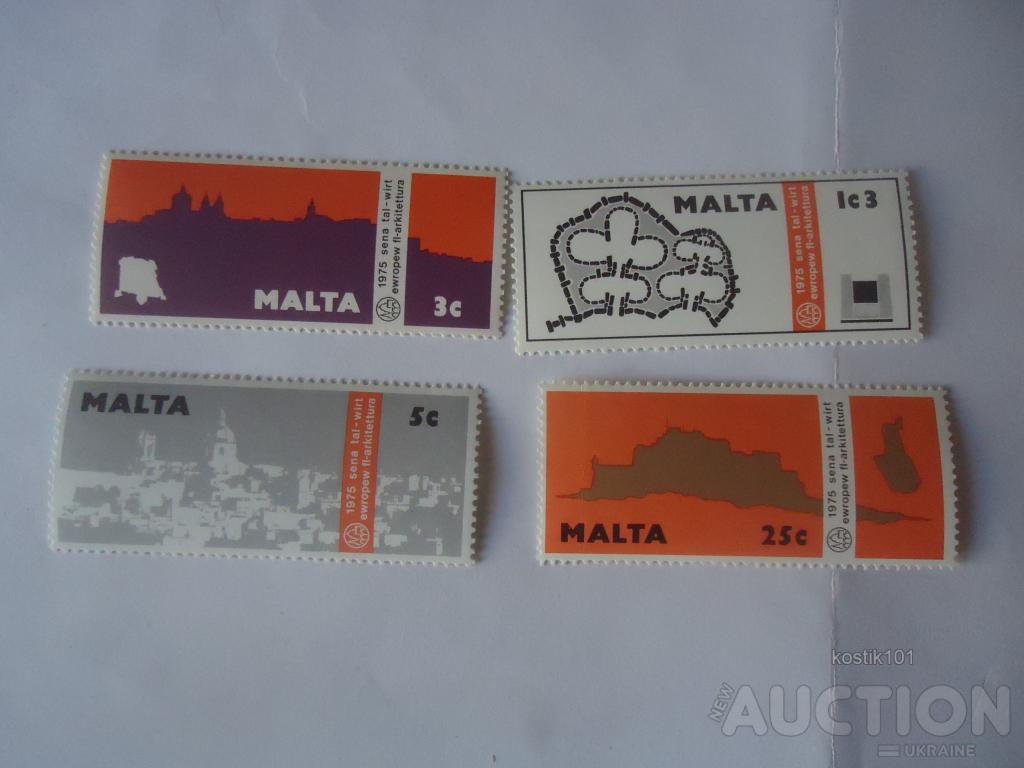 1975 sena tal-wirt
ewropew fl-arkitettura
MALTA
3c
MALTA
1975 sena tal-wirt
ewropew fl-arkitettura
1c3
MALTA
5c
1975 sena tal-wirt
ewropew fl-arkitettura
MALTA
25c
1975 sena tal-wirt
ewropew fl-arkitettura
kostik101
NEW AUCTION
UKRAINE